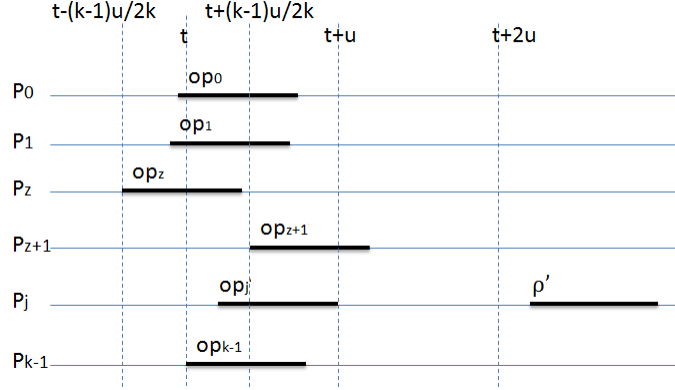 t-(k-1)u/2k t+(k-1)u/2k
t t+u t+2u
P0 op0
P1 op1
Pz opz
Pz+1 opz+1
Pj opj' ρ’
Pk-1 opk-1